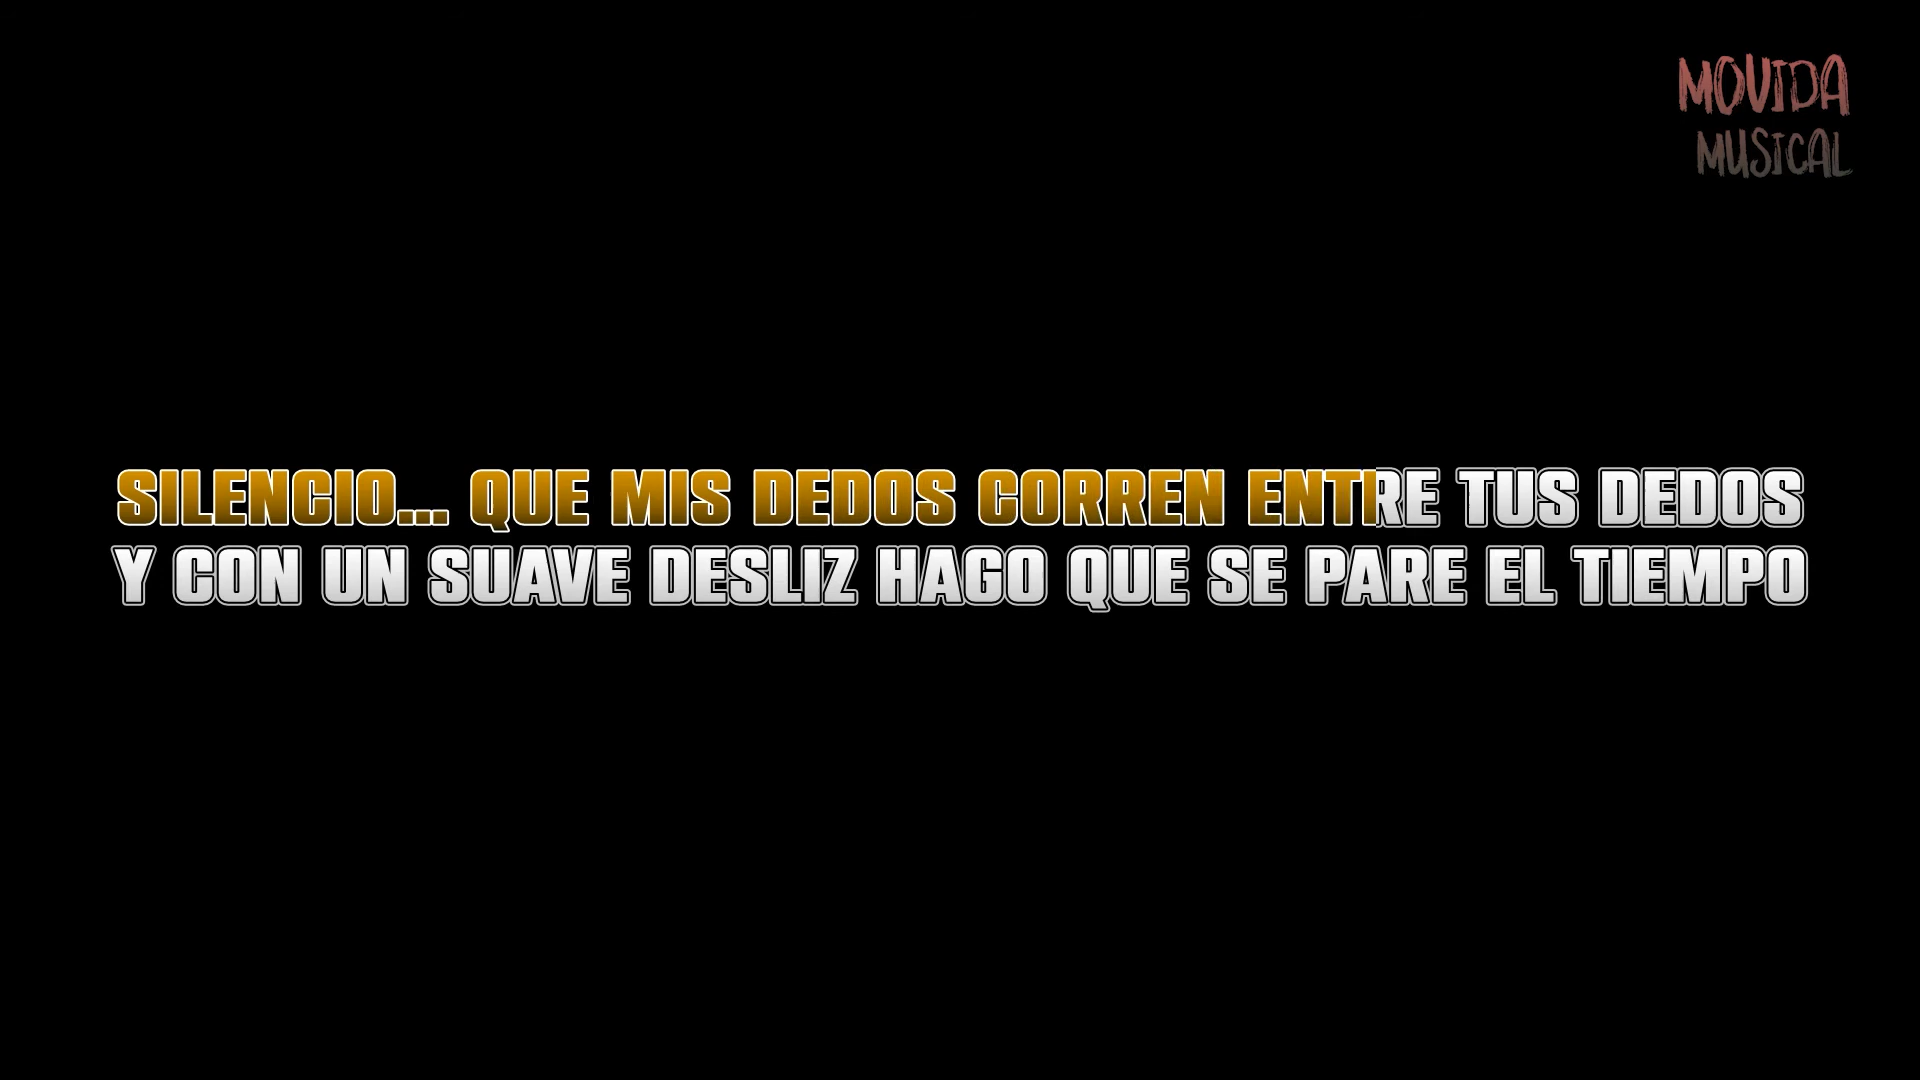 MOVIDA
MUSICAL
SILENCIO... QUE MIS DEDOS CORREN ENTRE TUS DEDOS
Y CON UN SUAVE DESLIZ HAGO QUE SE PARE EL TIEMPO